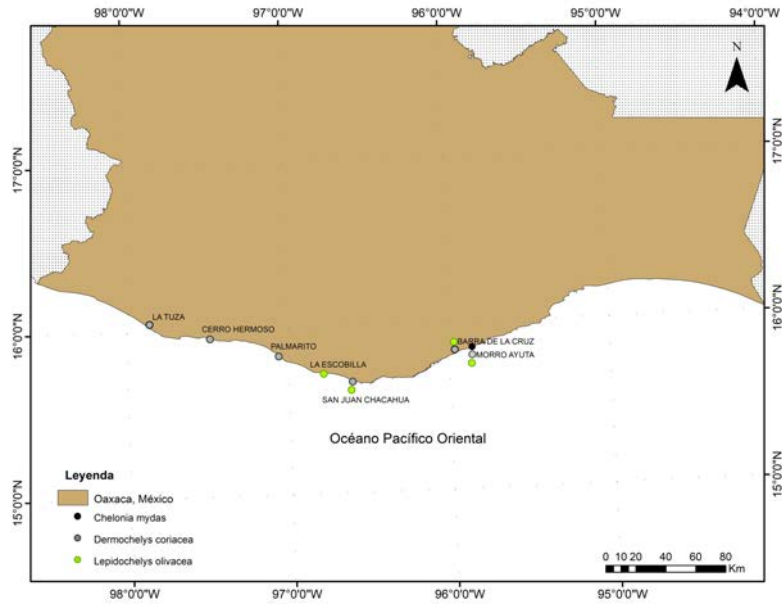 98°0'0"W 97°0'0"W 96°0'0"W 95°0'0"W 94°0'0"W
N
17°0'0"N 17°0'0"N
16°0'0"N 16°0'0"N
15°0'0"N 15°0'0"N
LA TUZA
CERRO HERMOSO
PALMARITO
LA ESCOBILLA
SAN JUAN CHACAHUA
BARRA DE LA CRUZ
MORRO AYUTA
Océano Pacífico Oriental
Leyenda
Oaxaca, México
Chelonia mydas
Dermochelys coriacea
Lepidochelys olivacea
0 10 20 40 60 80
Km
98°0'0"W 97°0'0"W 96°0'0"W 95°0'0"W